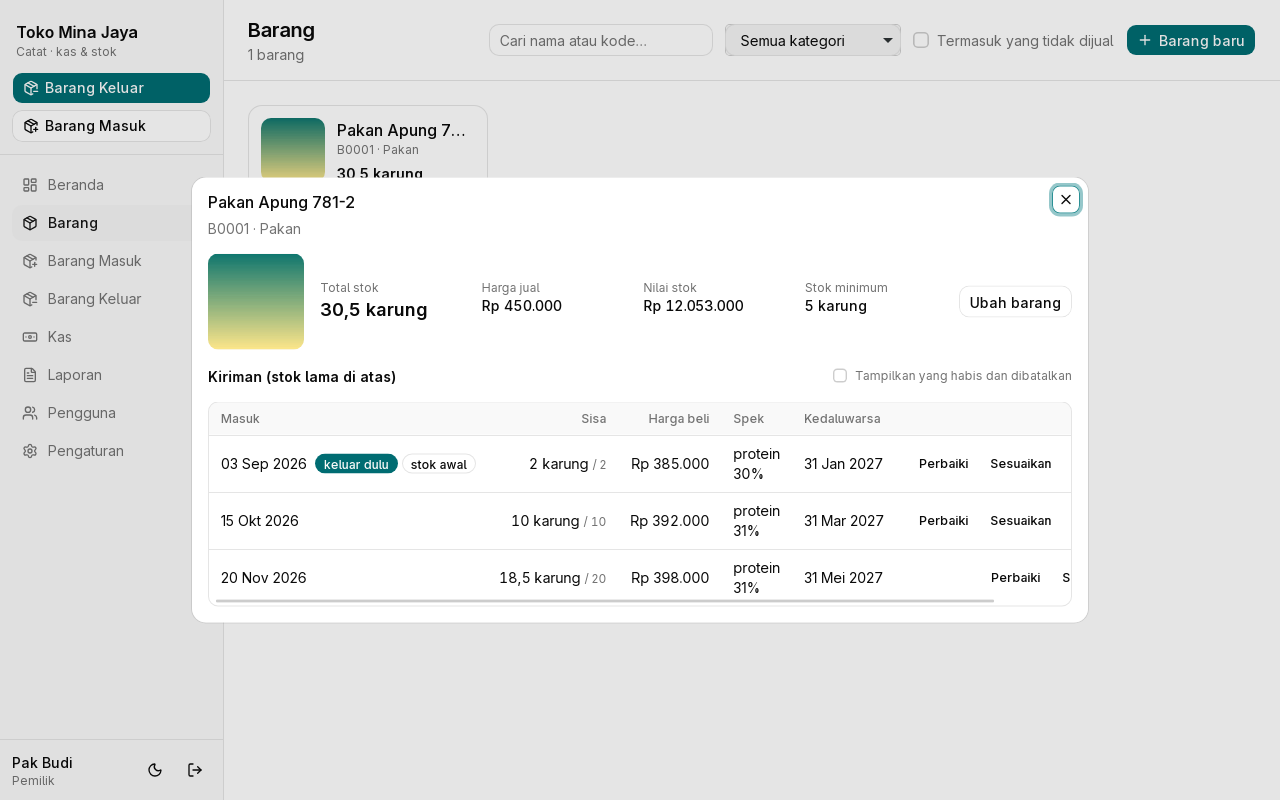 Toko Mina Jaya
Catat · kas & stok
Barang Keluar
Barang Masuk
Beranda
Barang
Barang Masuk
Barang Keluar
Kas
Laporan
Pengguna
Pengaturan
Pak Budi
Pemilik
Barang
1 barang
Cari nama atau kode...
Semua kategori
Termasuk yang tidak dijual
Barang baru
Pakan Apung 7...
B0001 · Pakan
30,5 karung
Pakan Apung 781-2
B0001 · Pakan
Total stok
30,5 karung
Harga jual
Rp 450.000
Nilai stok
Rp 12.053.000
Stok minimum
5 karung
Ubah barang
Kiriman (stok lama di atas)
Tampilkan yang habis dan dibatalkan
Masuk Sisa Harga beli Spek Kedaluwarsa
03 Sep 2026 keluar dulu stok awal 2 karung / 2 Rp 385.000 protein 30% 31 Jan 2027 Perbaiki Sesuaikan
15 Okt 2026 10 karung / 10 Rp 392.000 protein 31% 31 Mar 2027 Perbaiki Sesuaikan
20 Nov 2026 18,5 karung / 20 Rp 398.000 protein 31% 31 Mei 2027 Perbaiki